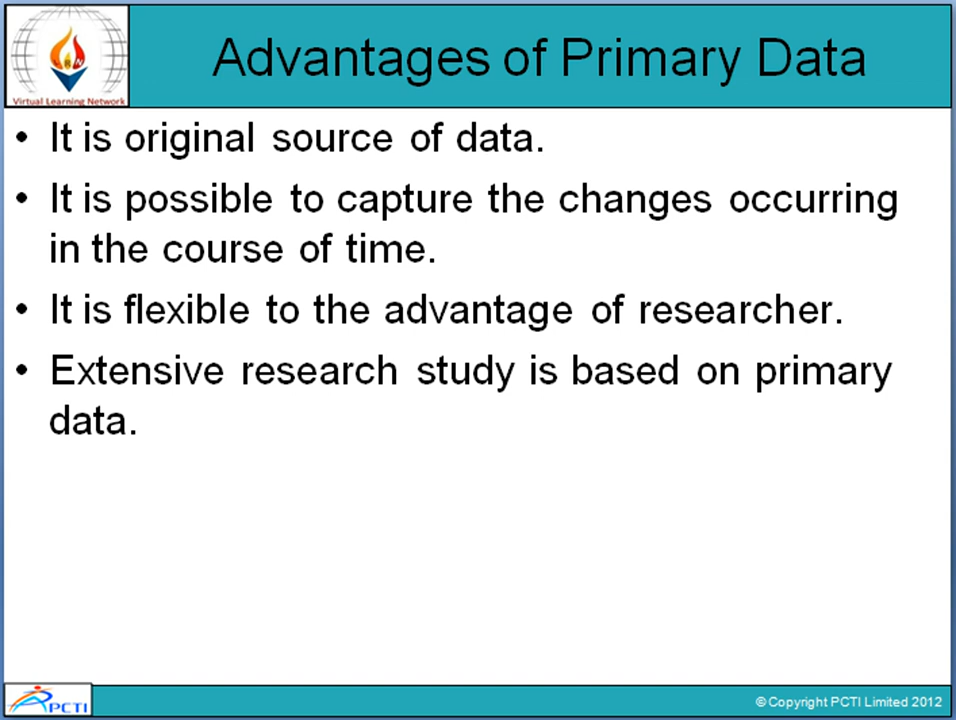 Advantages of Primary Data
Virtual Learning Network
• It is original source of data.
• It is possible to capture the changes occurring
in the course of time.
• It is flexible to the advantage of researcher.
• Extensive research study is based on primary
data.
PCTI
© Copyright PCTI Limited 2012